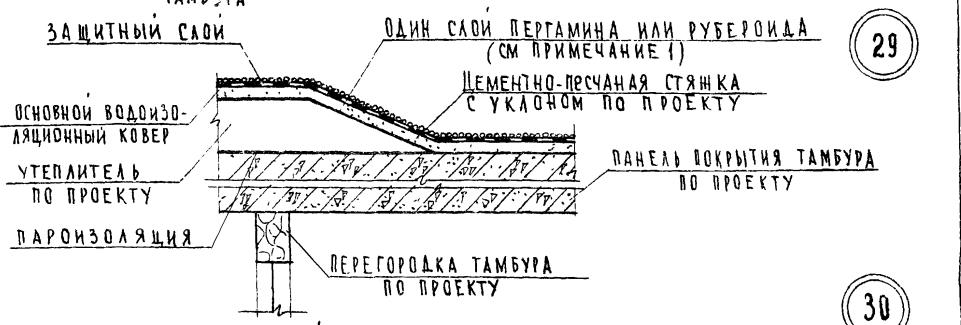 ТАМБУРА
ЗАЩИТНЫЙ СЛОЙ
ОДИН СЛОЙ ПЕРГАМИНА ИЛИ РУБЕРОИДА
(СМ ПРИМЕЧАНИЕ 1)
29
ЦЕМЕНТНО-ПЕСЧАНАЯ СТЯЖКА
С УКЛОНОМ ПО ПРОЕКТУ
ОСНОВНОЙ ВОДОИЗО-
ЛЯЦИОННЫЙ КОВЕР
УТЕПЛИТЕЛЬ
ПО ПРОЕКТУ
ПАНЕЛЬ ПОКРЫТИЯ ТАМБУРА
ПО ПРОЕКТУ
ПАРОИЗОЛЯЦИЯ
ПЕРЕГОРОДКА ТАМБУРА
ПО ПРОЕКТУ
30